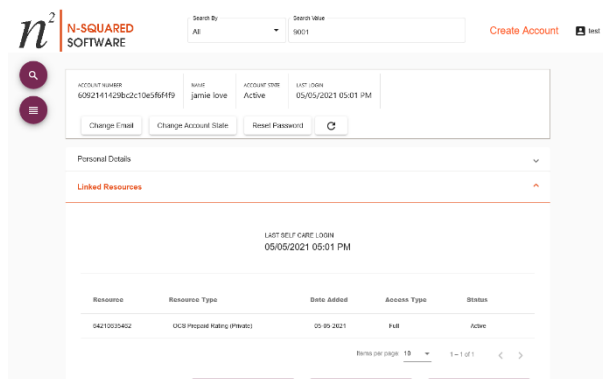 n² N-SQUARED SOFTWARE
Search By
All
Search Value
9001
Create Account
test
ACCOUNT NUMBER
6092141429bc2c10e5f6f4f9
NAME
jamie love
ACCOUNT STATE
Active
LAST LOGIN
05/05/2021 05:01 PM
Change Email
Change Account State
Reset Password
Personal Details
Linked Resources
LAST SELF CARE LOGIN
05/05/2021 05:01 PM
Resource Resource Type Date Added Access Type Status
04210835402 OCB Prepaid Rating (Private) 05-05-2021 Full Active
Items per page 10 1 – 1 of 1